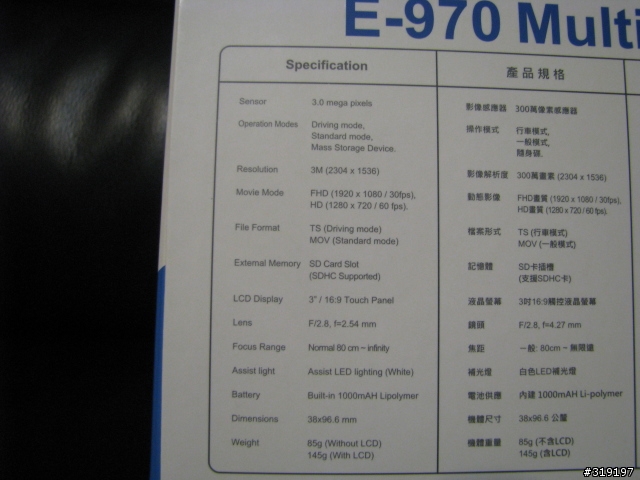 E-970 Multi
Specification
Sensor 3.0 mega pixels
Operation Modes Driving mode,
Standard mode,
Mass Storage Device.
Resolution 3M (2304 x 1536)
Movie Mode FHD (1920 x 1080 / 30fps),
HD (1280 x 720 / 60 fps).
File Format TS (Driving mode)
MOV (Standard mode)
External Memory SD Card Slot
(SDHC Supported)
LCD Display 3" / 16:9 Touch Panel
Lens F/2.8, f=2.54 mm
Focus Range Normal 80 cm ~ infinity
Assist light Assist LED lighting (White)
Battery Built-in 1000mAH Lipolymer
Dimensions 38x96.6 mm
Weight 85g (Without LCD)
145g (With LCD)
產品規格
影像感應器 300萬像素感應器
操作模式 行車模式,
一般模式,
隨身碟.
影像解析度 300萬畫素 (2304 x 1536)
動態影像 FHD畫質 (1920 x 1080 / 30fps),
HD畫質 (1280 x 720 / 60 fps).
檔案形式 TS (行車模式)
MOV (一般模式)
記憶體 SD卡插槽
(支援SDHC卡)
液晶螢幕 3吋16:9觸控液晶螢幕
鏡頭 F/2.8, f=4.27 mm
焦距 一般: 80cm ~ 無限遠
補光燈 白色LED補光燈
電池供應 內建 1000mAH Li-polymer
機體尺寸 38x96.6 公釐
機體重量 85g (不含LCD)
145g (含LCD)
#319197